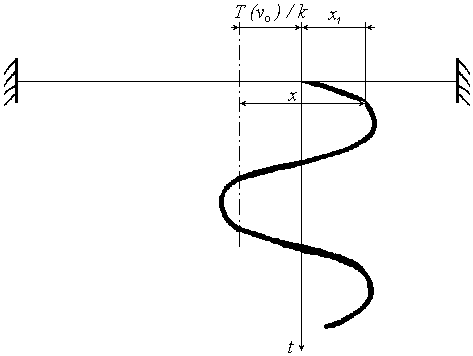 T (v₀) / k x₁
x
t